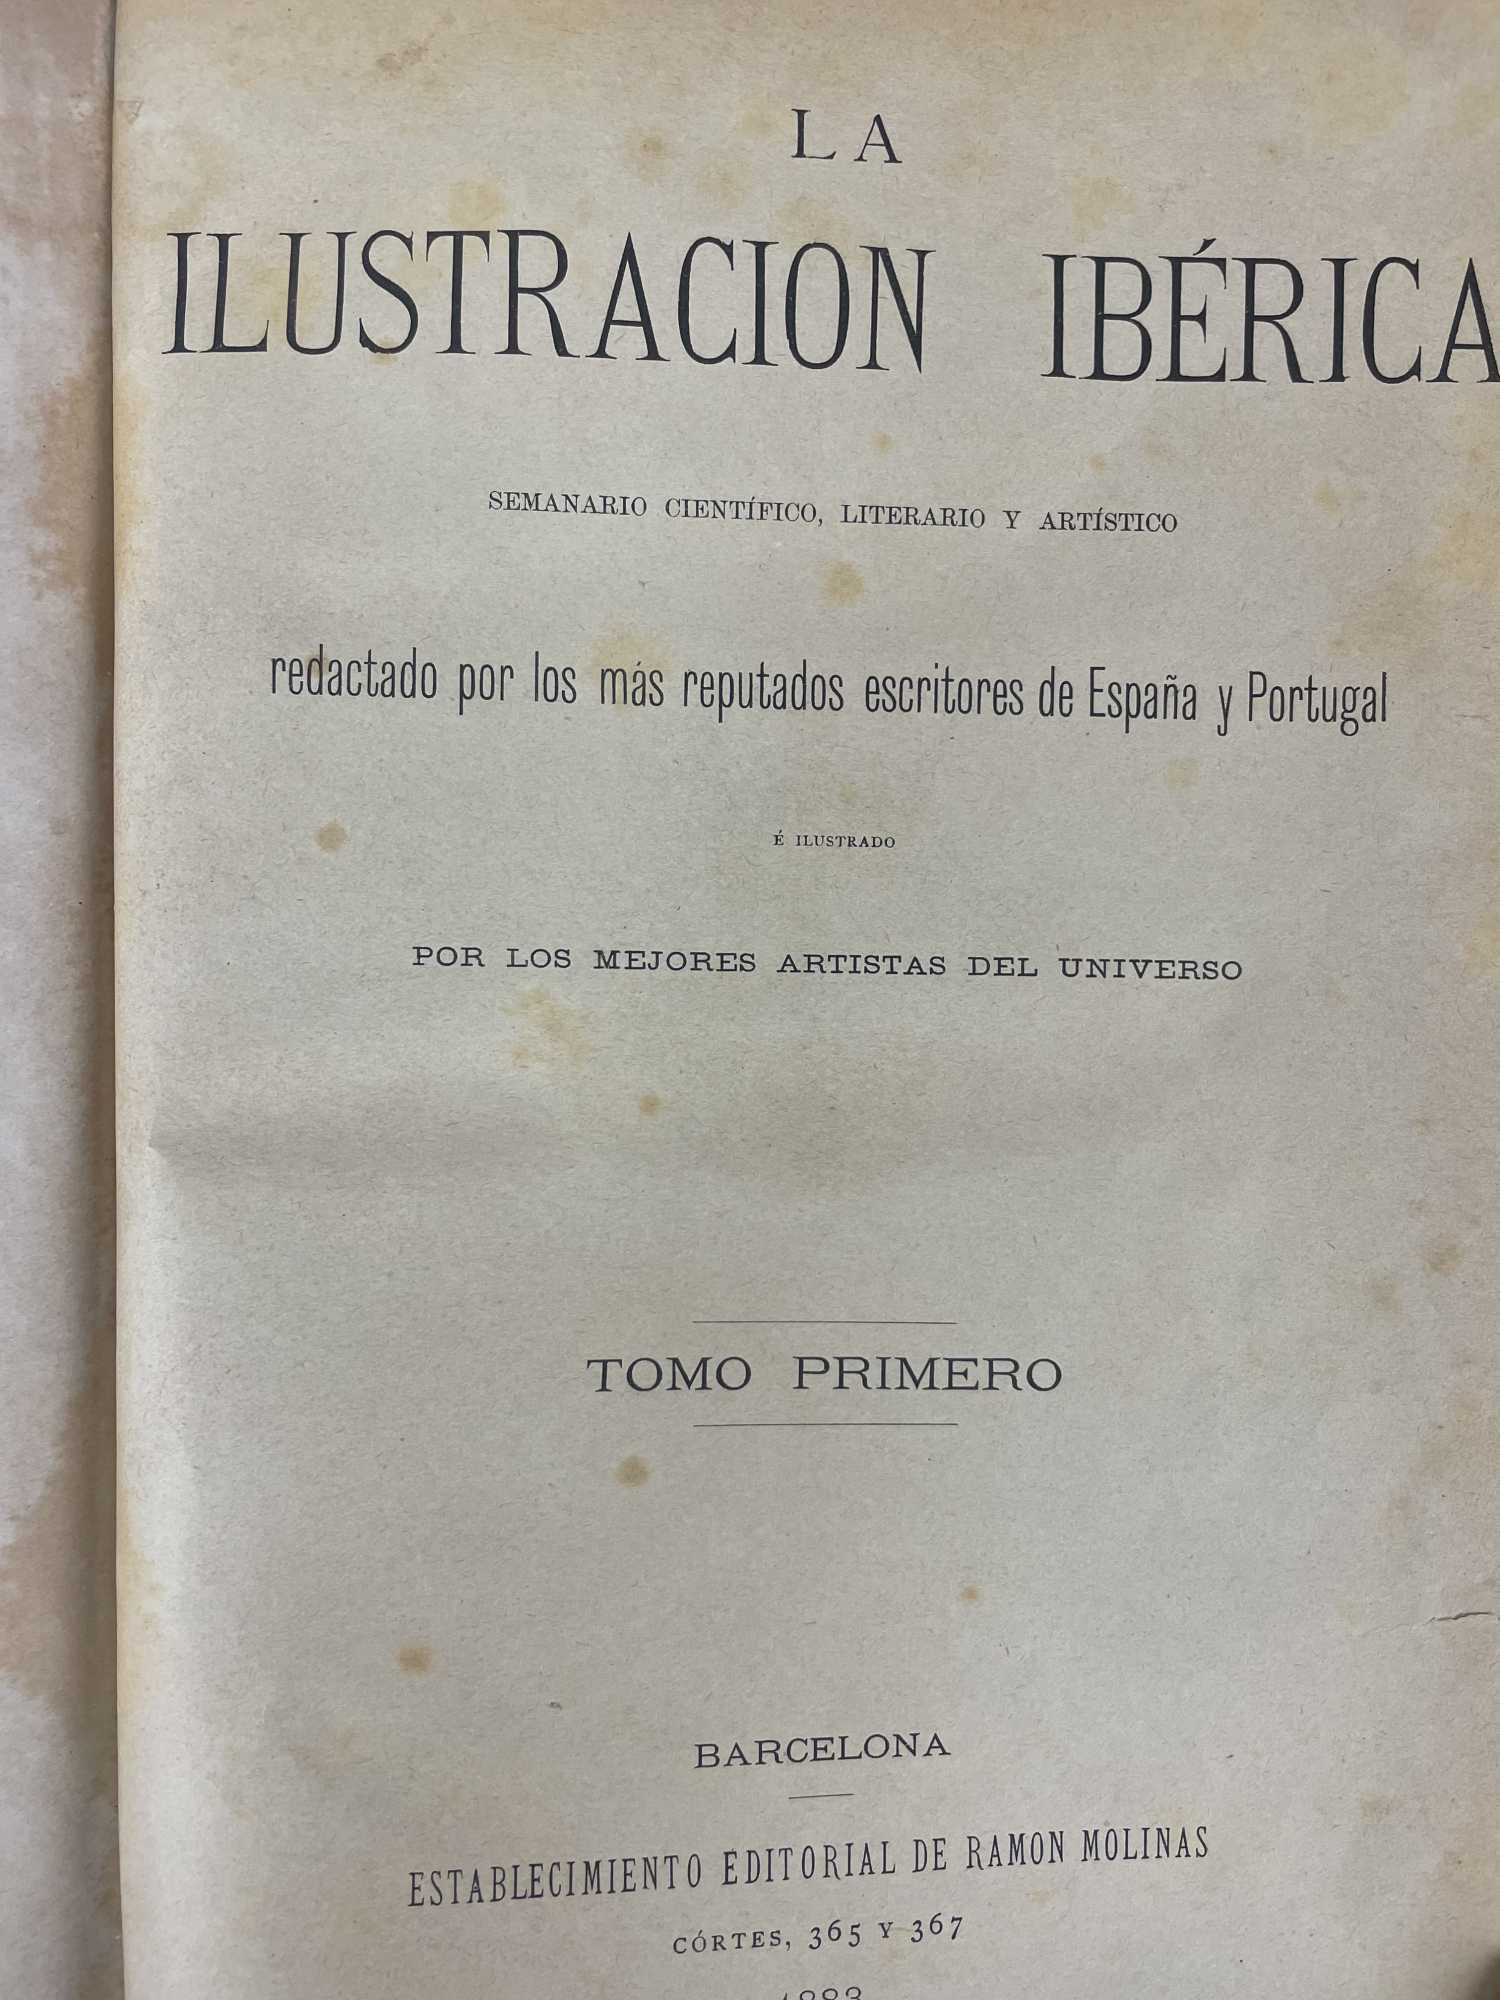 LA
ILUSTRACION IBÉRICA
SEMANARIO CIENTÍFICO, LITERARIO Y ARTÍSTICO
redactado por los más reputados escritores de España y Portugal
É ILUSTRADO
POR LOS MEJORES ARTISTAS DEL UNIVERSO
TOMO PRIMERO
BARCELONA
ESTABLECIMIENTO EDITORIAL DE RAMON MOLINAS
CÓRTES, 365 Y 367
1883